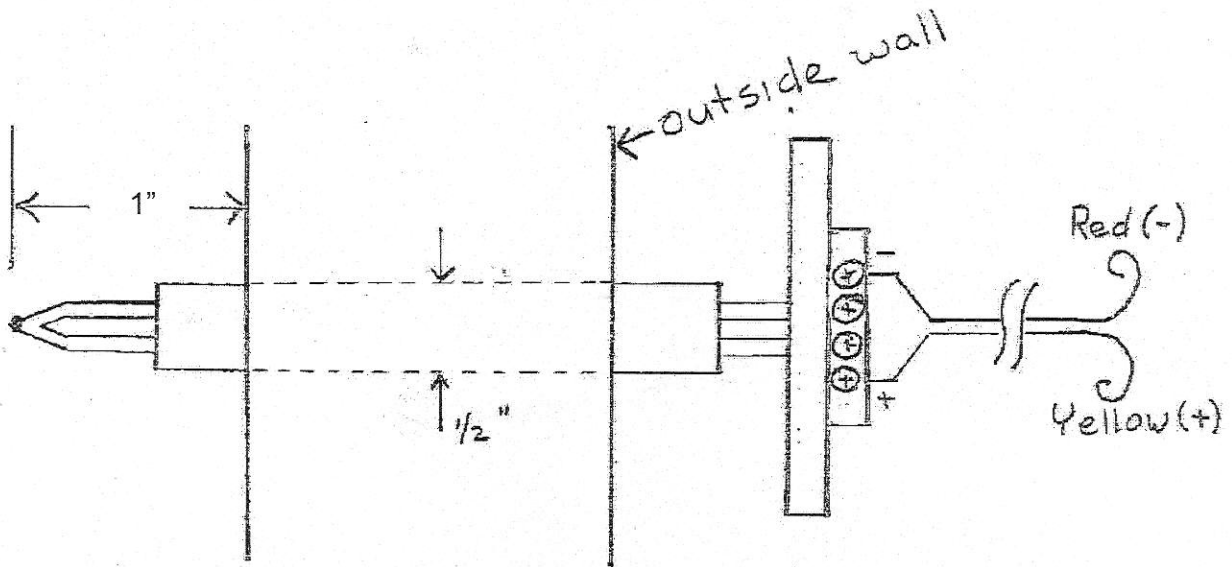 outside wall
1”
Red (-)
-
+
1/2 "
Yellow (+)